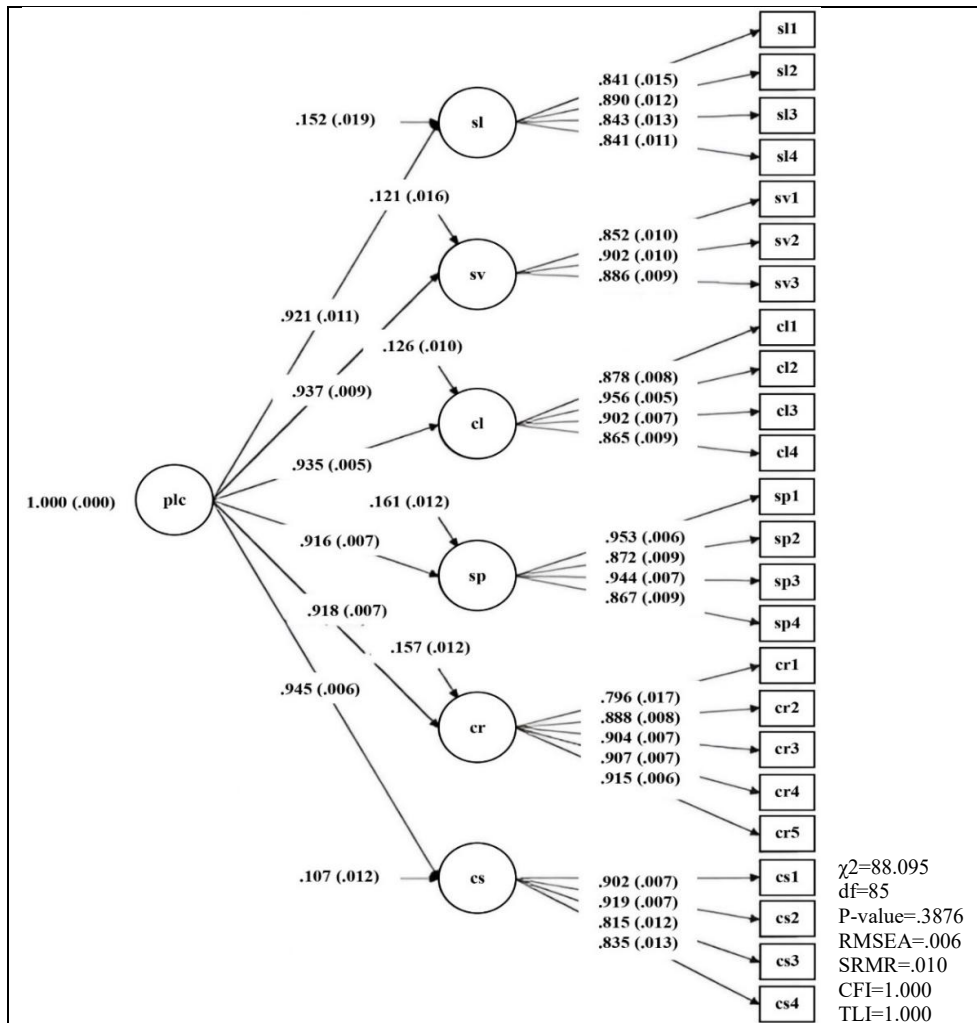 sl1
.841 (.015)
sl2
.890 (.012)
.152 (.019)
sl
.843 (.013)
sl3
.841 (.011)
sl4
.121 (.016)
sv1
.852 (.010)
.902 (.010)
sv2
sv
.886 (.009)
sv3
.921 (.011)
cl1
.126 (.010)
.878 (.008)
cl2
.937 (.009)
.956 (.005)
cl
.902 (.007)
cl3
.865 (.009)
.935 (.005)
cl4
1.000 (.000)
plc
sp1
.161 (.012)
.953 (.006)
sp2
.916 (.007)
.872 (.009)
sp
.944 (.007)
sp3
.867 (.009)
.918 (.007)
sp4
.157 (.012)
cr1
.945 (.006)
.796 (.017)
.888 (.008)
cr2
cr
.904 (.007)
cr3
.907 (.007)
.915 (.006)
cr4
cr5
.107 (.012)
cs
.902 (.007)
cs1
.919 (.007)
cs2
.815 (.012)
.835 (.013)
cs3
cs4
χ2=88.095
df=85
P-value=.3876
RMSEA=.006
SRMR=.010
CFI=1.000
TLI=1.000